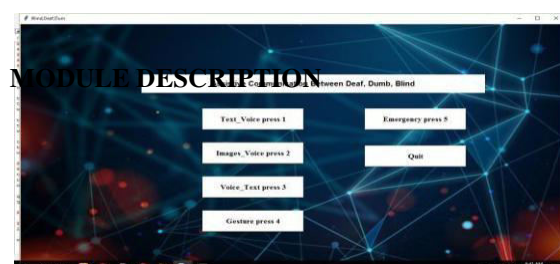 MODULE DESCRIPTION
Between Deaf, Dumb, Blind
Text_Voice press 1
Emergency press 5
Images_Voice press 2
Quit
Voice_Text press 3
Gesture press 4